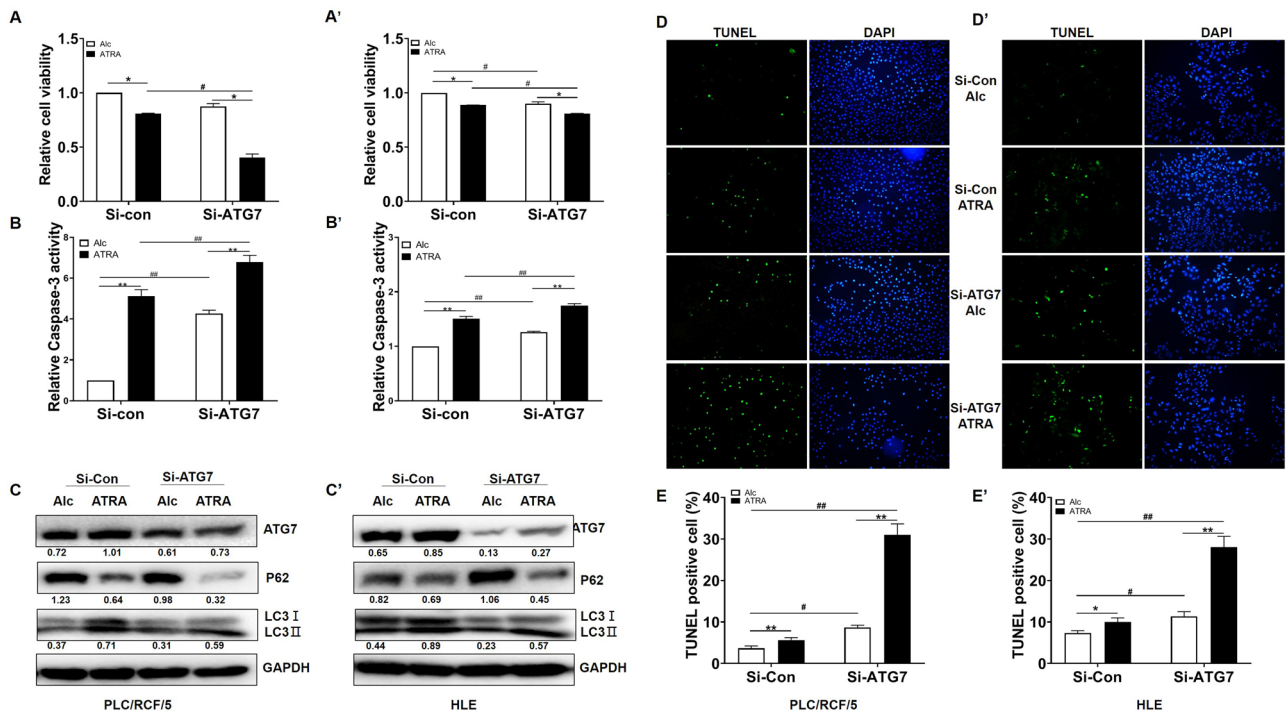 A
Relative cell viability
1.5
1.0
0.5
0.0
Alc
ATRA
*
#
*
Si-con
Si-ATG7
A'
Relative cell viability
1.5
1.0
0.5
0.0
Alc
ATRA
#
*
#
*
Si-con
Si-ATG7
B
Relative Caspase-3 activity
8
6
4
2
0
Alc
ATRA
##
**
##
**
Si-con
Si-ATG7
B'
Relative Caspase-3 activity
3
2
1
0
Alc
ATRA
##
**
##
**
Si-con
Si-ATG7
C
Si-Con Si-ATG7
Alc ATRA Alc ATRA
ATG7
0.72 1.01 0.61 0.73
P62
1.23 0.64 0.98 0.32
LC3 I
LC3 II
0.37 0.71 0.31 0.59
GAPDH
PLC/RCF/5
C'
Si-Con Si-ATG7
Alc ATRA Alc ATRA
ATG7
0.65 0.85 0.13 0.27
P62
0.82 0.69 1.06 0.45
LC3 I
LC3 II
0.44 0.89 0.23 0.57
GAPDH
HLE
D
TUNEL DAPI
D'
TUNEL DAPI
Si-Con
Alc
Si-Con
ATRA
Si-ATG7
Alc
Si-ATG7
ATRA
E
TUNEL positive cell (%)
40
30
20
10
0
Alc
ATRA
##
**
#
**
Si-Con
Si-ATG7
PLC/RCF/5
E'
TUNEL positive cell (%)
40
30
20
10
0
Alc
ATRA
##
**
#
*
Si-Con
Si-ATG7
HLE